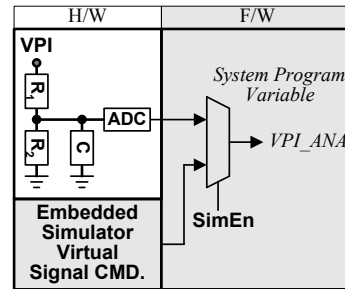 H/W
F/W
VPI
R1
R2
C
ADC
System Program
Variable
VPI_ANA
SimEn
Embedded
Simulator
Virtual
Signal CMD.